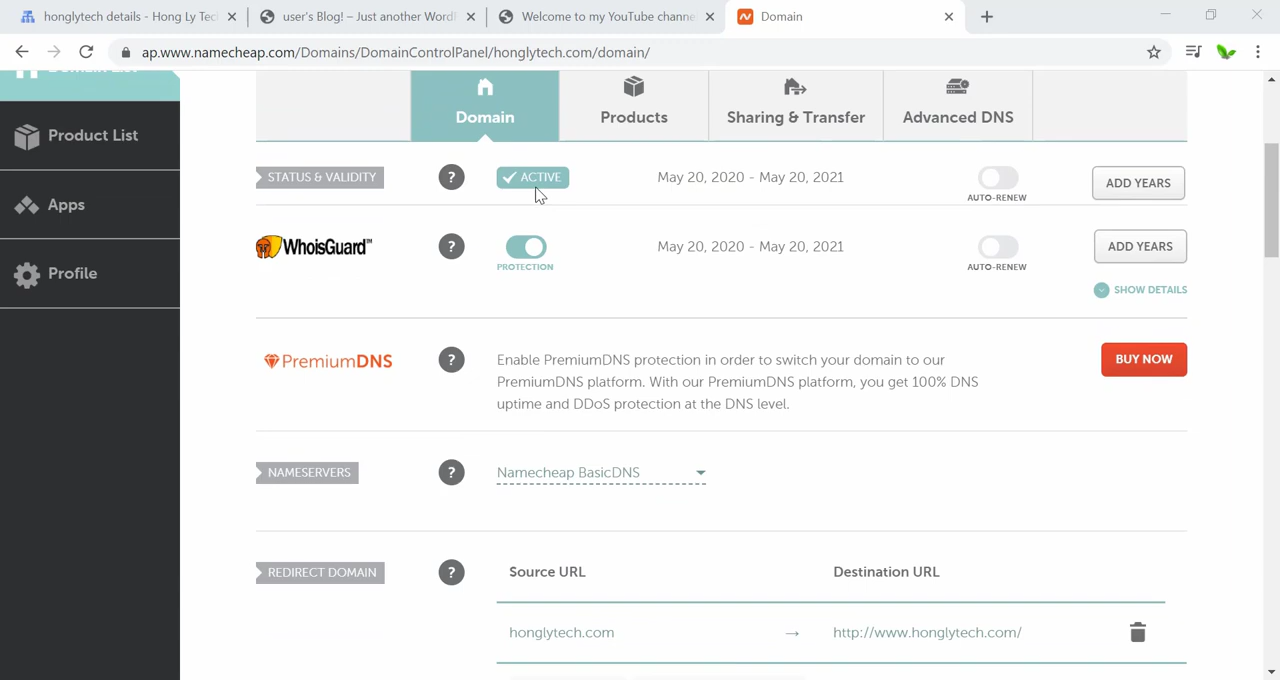 honglytech details - Hong Ly Tec
user's Blog! – Just another Word
Welcome to my YouTube channe
Domain
ap.www.namecheap.com/Domains/DomainControlPanel/honglytech.com/domain/
Domain List
Product List
Apps
Profile
Domain
Products
Sharing & Transfer
Advanced DNS
STATUS & VALIDITY
?
ACTIVE
May 20, 2020 - May 20, 2021
AUTO-RENEW
ADD YEARS
WhoisGuard™
?
PROTECTION
May 20, 2020 - May 20, 2021
AUTO-RENEW
ADD YEARS
SHOW DETAILS
PremiumDNS
?
Enable PremiumDNS protection in order to switch your domain to our
PremiumDNS platform. With our PremiumDNS platform, you get 100% DNS
uptime and DDoS protection at the DNS level.
BUY NOW
NAMESERVERS
?
Namecheap BasicDNS
REDIRECT DOMAIN
?
Source URL
Destination URL
honglytech.com
→
http://www.honglytech.com/